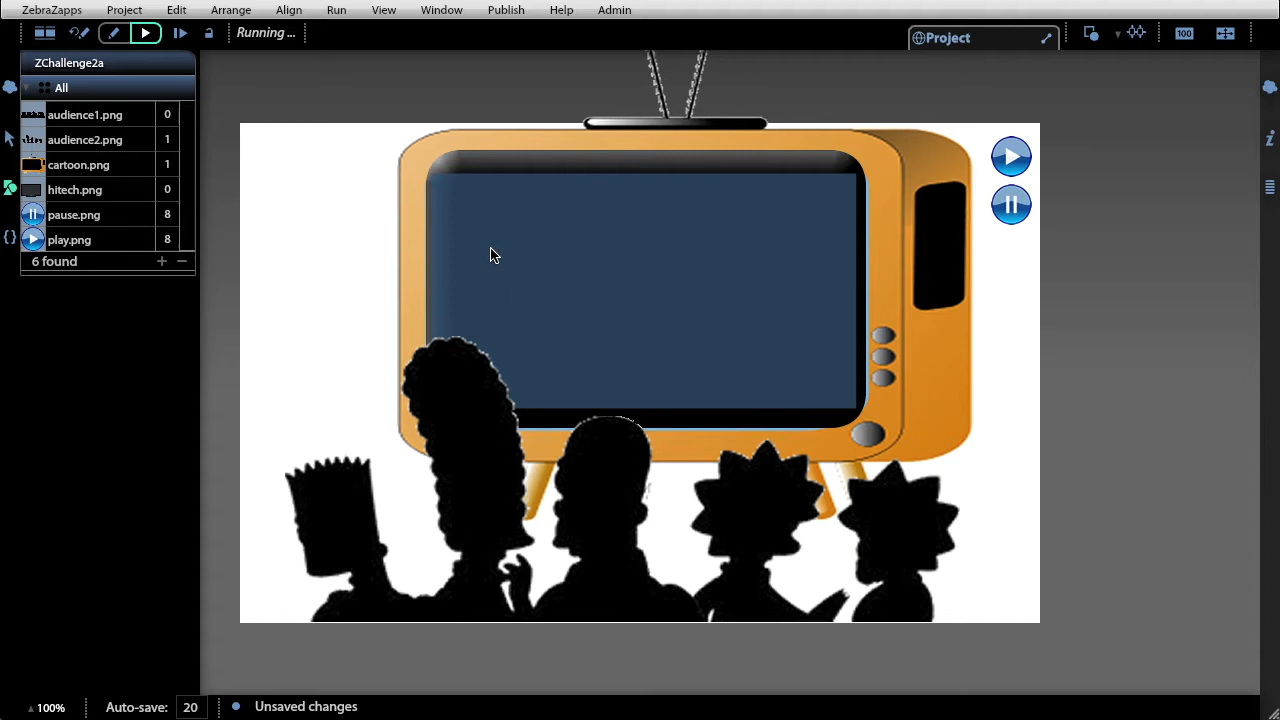 ZebraZapps Project Edit Arrange Align Run View Window Publish Help Admin
Running ...
Project
100
ZChallenge2a
All
audience1.png 0
audience2.png 1
cartoon.png 1
hitech.png 0
pause.png 8
play.png 8
6 found + −
100% Auto-save: 20 Unsaved changes